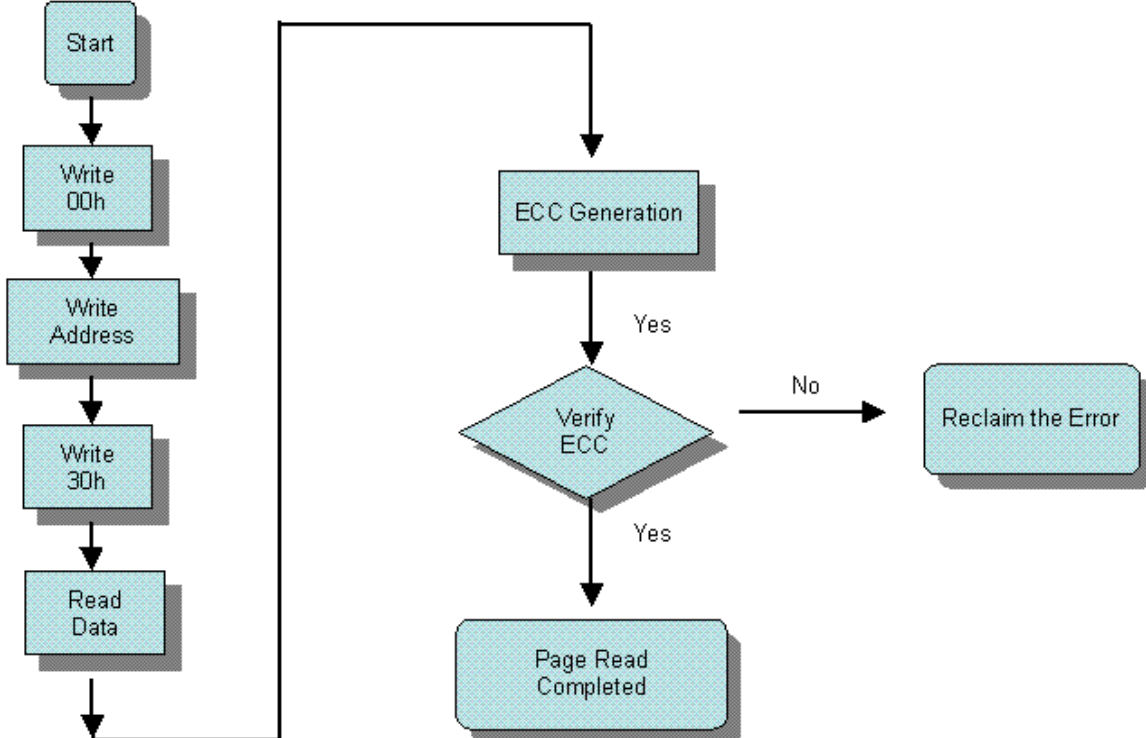 Start
Write
00h
Write
Address
Write
30h
Read
Data
ECC Generation
Yes
Verify
ECC
No
Reclaim the Error
Yes
Page Read
Completed